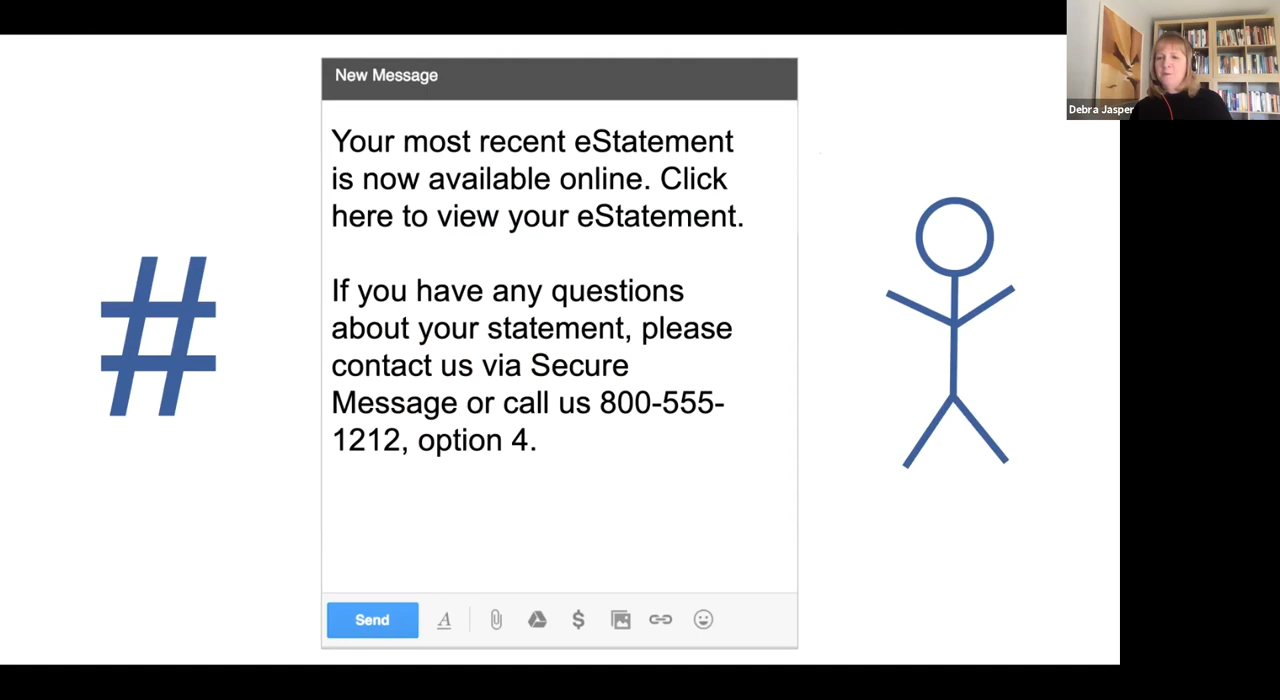 New Message
Your most recent eStatement
is now available online. Click
here to view your eStatement.
If you have any questions
about your statement, please
contact us via Secure
Message or call us 800-555-
1212, option 4.
#
Send
A
$
Debra Jasper